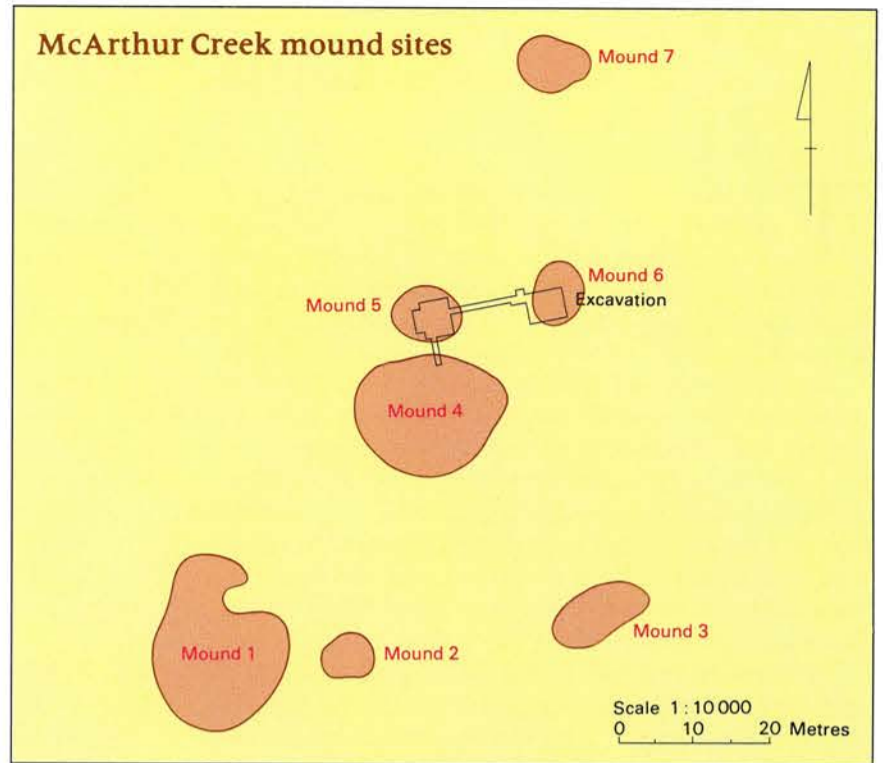 McArthur Creek mound sites
Mound 7
Mound 6
Excavation
Mound 5
Mound 4
Mound 3
Mound 1
Mound 2
Scale 1 : 10 000
0 10 20 Metres